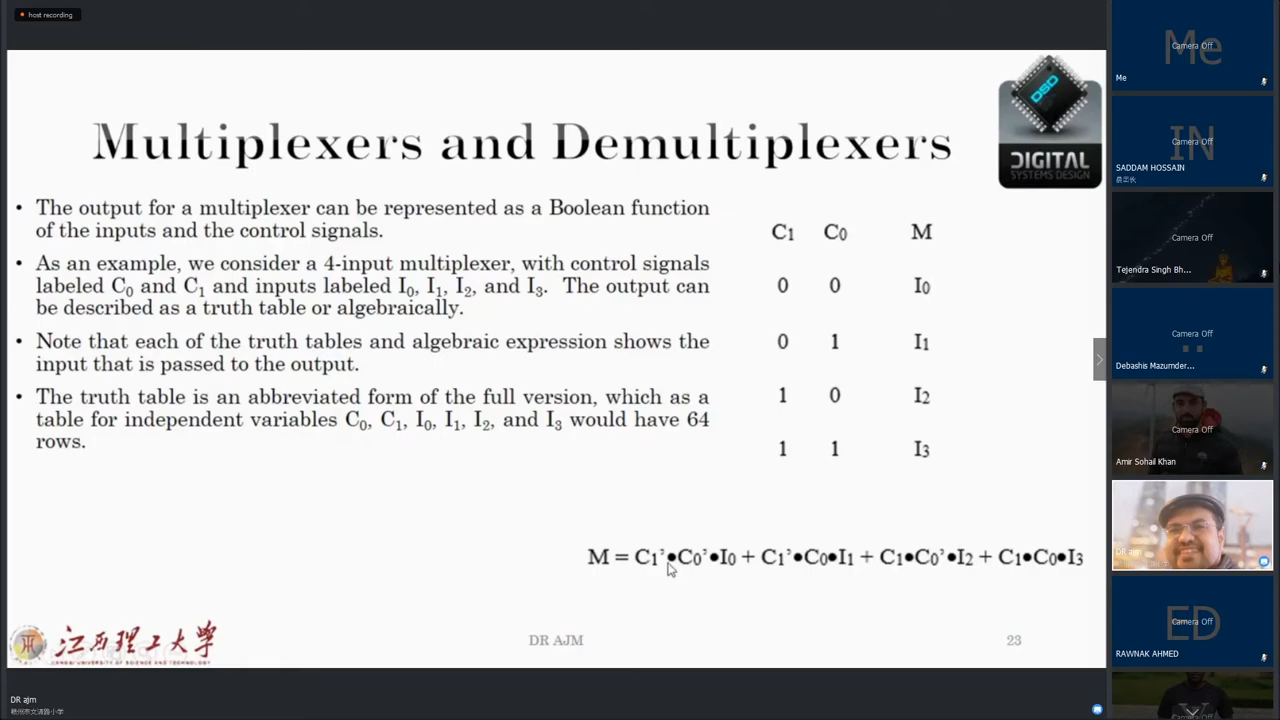 host recording
Multiplexers and Demultiplexers
DSD
DIGITAL
SYSTEMS DESIGN
• The output for a multiplexer can be represented as a Boolean function
of the inputs and the control signals.
• As an example, we consider a 4-input multiplexer, with control signals
labeled C₀ and C₁ and inputs labeled I₀, I₁, I₂, and I₃. The output can
be described as a truth table or algebraically.
• Note that each of the truth tables and algebraic expression shows the
input that is passed to the output.
• The truth table is an abbreviated form of the full version, which as a
table for independent variables C₀, C₁, I₀, I₁, I₂, and I₃ would have 64
rows.
C₁ C₀ M
0 0 I₀
0 1 I₁
1 0 I₂
1 1 I₃
M = C₁’•C₀’•I₀ + C₁’•C₀•I₁ + C₁•C₀’•I₂ + C₁•C₀•I₃
江西理工大学
DR AJM
23
DR ajm
Me
Camera Off
Me
IN
Camera Off
SADDAM HOSSAIN
Camera Off
Tejendra Singh Bh...
Camera Off
Debashis Mazumder...
Camera Off
Amir Sohail Khan
DR ajm
ED
Camera Off
RAWNAK AHMED
Camera Off